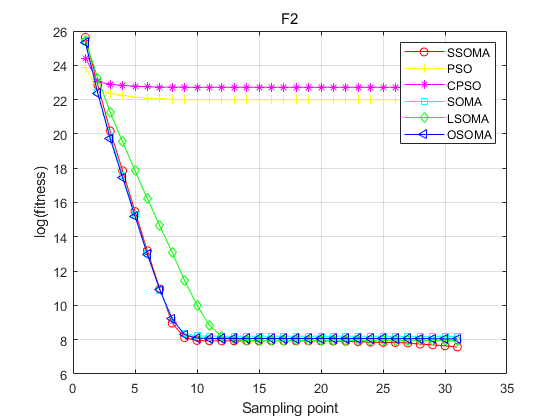 F2
26
24
22
20
18
16
14
12
10
8
6
log(fitness)
0
5
10
15
20
25
30
35
Sampling point
SSOMA
PSO
CPSO
SOMA
LSOMA
OSOMA